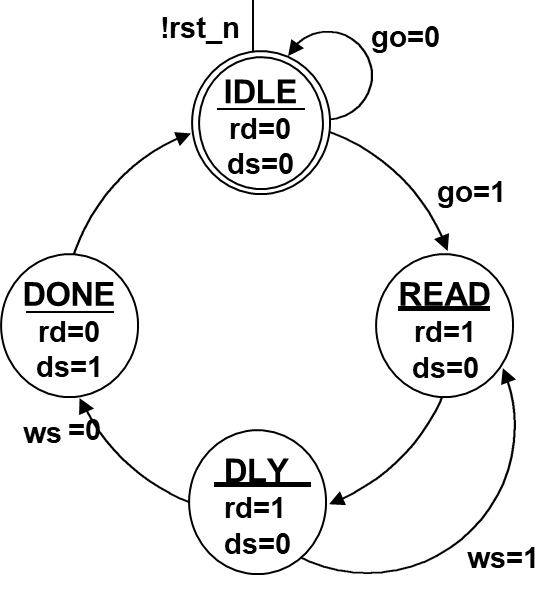 !rst_n
go=0
IDLE
rd=0
ds=0
go=1
DONE
rd=0
ds=1
READ
rd=1
ds=0
ws =0
DLY
rd=1
ds=0
ws=1